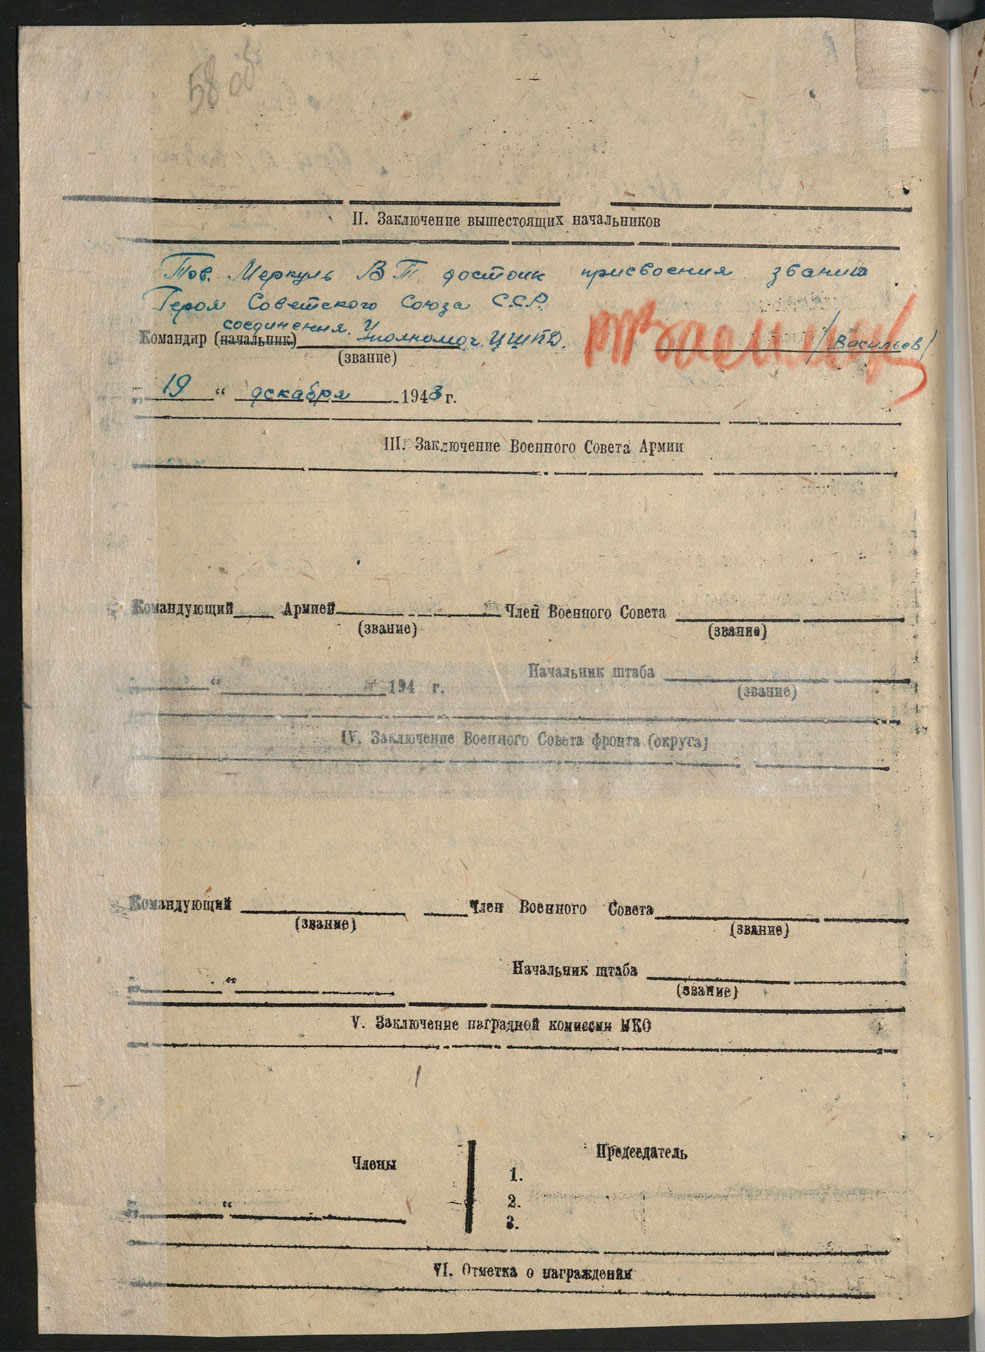 58 об
II. Заключение вышестоящих начальников
Тов. Меркуль В П достоин присвоения звания
Героя Советского Союза С.С.Р.
соединения. Уполномоч. ЦШПД.
Командир (начальник) /Васильев/
(звание)
19 “ декабря 1943 г.
III. Заключение Военного Совета Армии
Командующий Армией Член Военного Совета
(звание) (звание)
Начальник штаба
“ 194 г. (звание)
IV. Заключение Военного Совета фронта (округа)
Командующий Член Военного Совета
(звание) (звание)
Начальник штаба
“ (звание)
V. Заключение наградной комиссии НКО
Председатель
Члены
1.
2.
“
3.
VI. Отметка о награждении